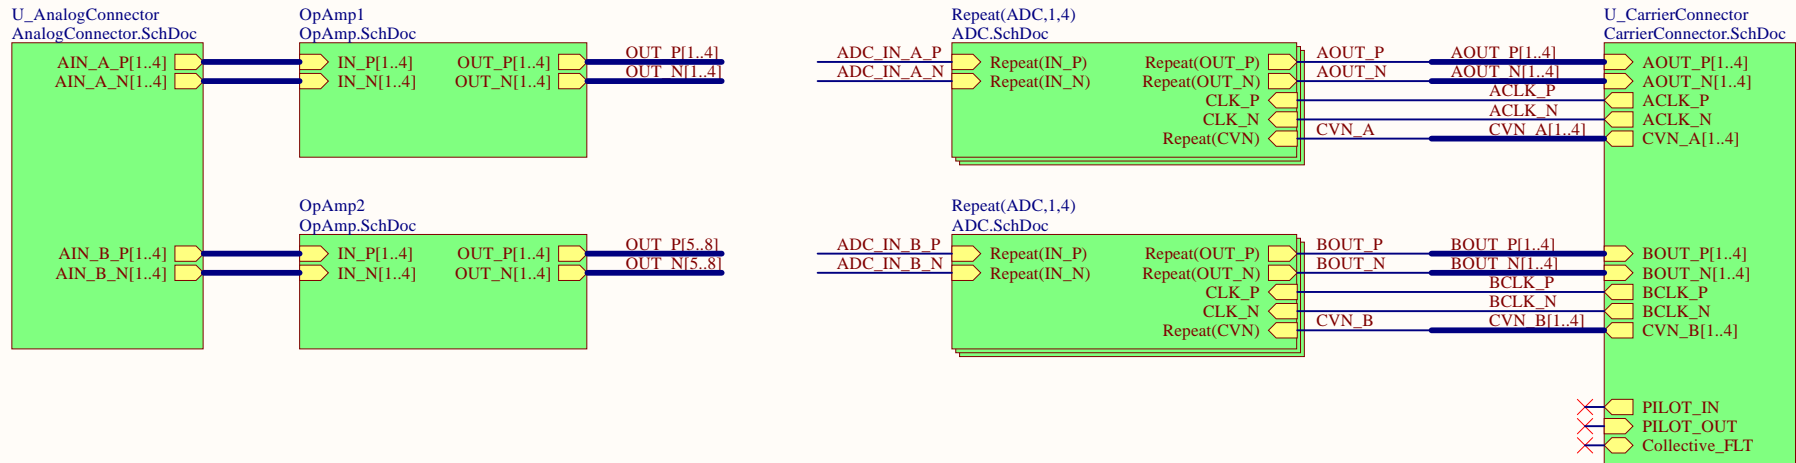 U_AnalogConnector
AnalogConnector.SchDoc
AIN_A_P[1..4]
AIN_A_N[1..4]
AIN_B_P[1..4]
AIN_B_N[1..4]
OpAmp1
OpAmp.SchDoc
IN_P[1..4] OUT_P[1..4]
IN_N[1..4] OUT_N[1..4]
OUT_P[1..4]
OUT_N[1..4]
OpAmp2
OpAmp.SchDoc
IN_P[1..4] OUT_P[1..4]
IN_N[1..4] OUT_N[1..4]
OUT_P[5..8]
OUT_N[5..8]
ADC_IN_A_P
ADC_IN_A_N
Repeat(ADC,1,4)
ADC.SchDoc
Repeat(IN_P) Repeat(OUT_P)
Repeat(IN_N) Repeat(OUT_N)
CLK_P
CLK_N
Repeat(CVN)
AOUT_P AOUT_P[1..4]
AOUT_N AOUT_N[1..4]
ACLK_P
ACLK_N
CVN_A CVN_A[1..4]
ADC_IN_B_P
ADC_IN_B_N
Repeat(ADC,1,4)
ADC.SchDoc
Repeat(IN_P) Repeat(OUT_P)
Repeat(IN_N) Repeat(OUT_N)
CLK_P
CLK_N
Repeat(CVN)
BOUT_P BOUT_P[1..4]
BOUT_N BOUT_N[1..4]
BCLK_P
BCLK_N
CVN_B CVN_B[1..4]
U_CarrierConnector
CarrierConnector.SchDoc
AOUT_P[1..4]
AOUT_N[1..4]
ACLK_P
ACLK_N
CVN_A[1..4]
BOUT_P[1..4]
BOUT_N[1..4]
BCLK_P
BCLK_N
CVN_B[1..4]
PILOT_IN
PILOT_OUT
Collective_FLT